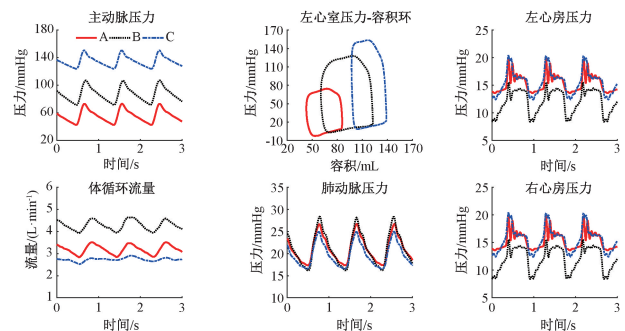 主动脉压力
压力/mmHg
A B C
180
140
100
60
20
0 1 2 3
时间/s
左心室压力-容积环
压力/mmHg
170
140
110
80
50
20
-10
20 50 80 110 140 170
容积/mL
左心房压力
压力/mmHg
25
20
15
10
5
0 1 2 3
时间/s
体循环流量
流量/(L·min⁻¹)
6
5
4
3
2
1
0 1 2 3
时间/s
肺动脉压力
压力/mmHg
35
30
25
20
15
10
0 1 2 3
时间/s
右心房压力
压力/mmHg
25
20
15
10
5
0 1 2 3
时间/s